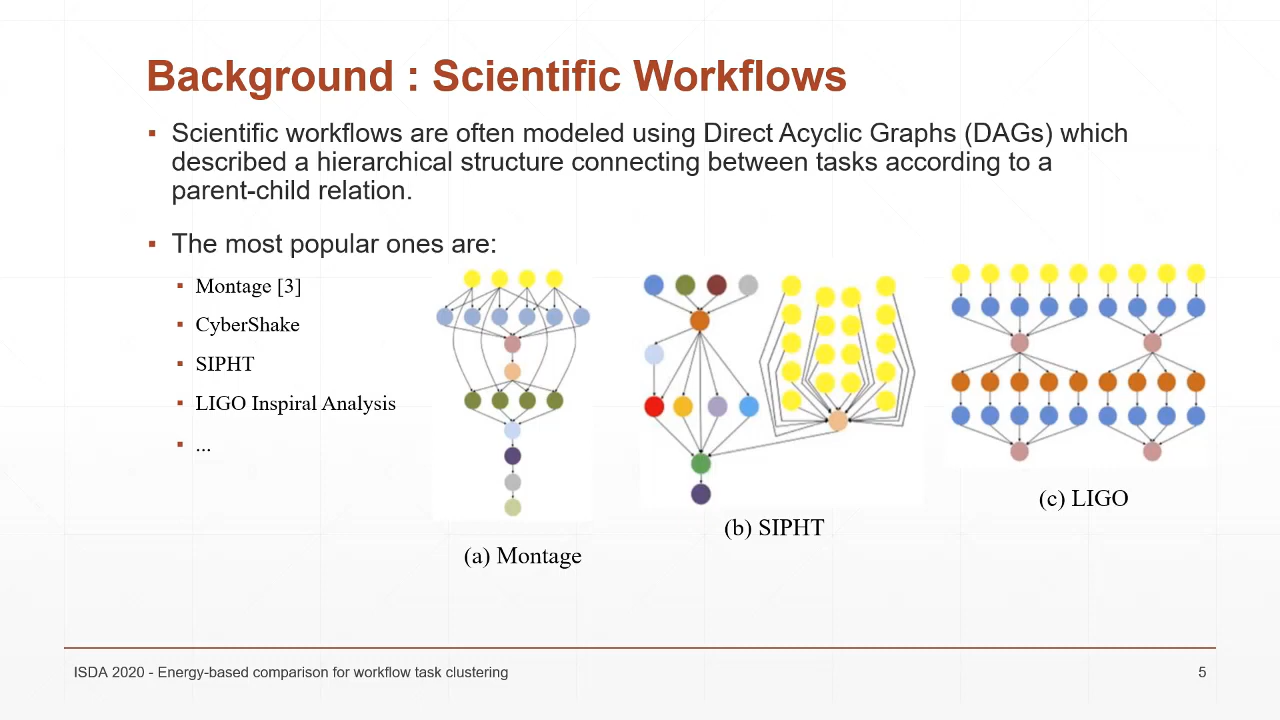 Background : Scientific Workflows
▪ Scientific workflows are often modeled using Direct Acyclic Graphs (DAGs) which
described a hierarchical structure connecting between tasks according to a
parent-child relation.
▪ The most popular ones are:
▪ Montage [3]
▪ CyberShake
▪ SIPHT
▪ LIGO Inspiral Analysis
▪ ...
(a) Montage
(b) SIPHT
(c) LIGO
ISDA 2020 - Energy-based comparison for workflow task clustering
5